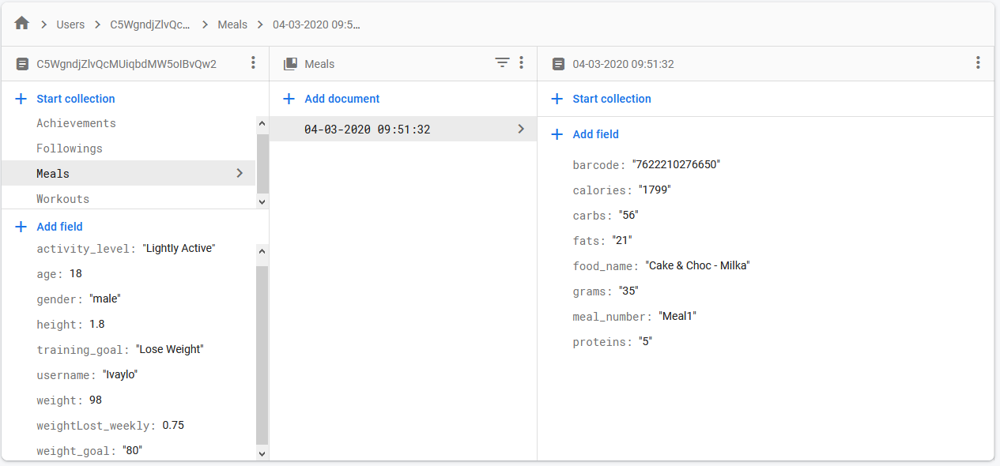 Users C5WgndjZlvQc... Meals 04-03-2020 09:5...
C5WgndjZlvQcMUiqbdMW5oIBvQw2
Start collection
Achievements
Followings
Meals
Workouts
Add field
activity_level: "Lightly Active"
age: 18
gender: "male"
height: 1.8
training_goal: "Lose Weight"
username: "Ivaylo"
weight: 98
weightLost_weekly: 0.75
weight_goal: "80"
Meals
Add document
04-03-2020 09:51:32
04-03-2020 09:51:32
Start collection
Add field
barcode: "7622210276650"
calories: "1799"
carbs: "56"
fats: "21"
food_name: "Cake & Choc - Milka"
grams: "35"
meal_number: "Meal1"
proteins: "5"